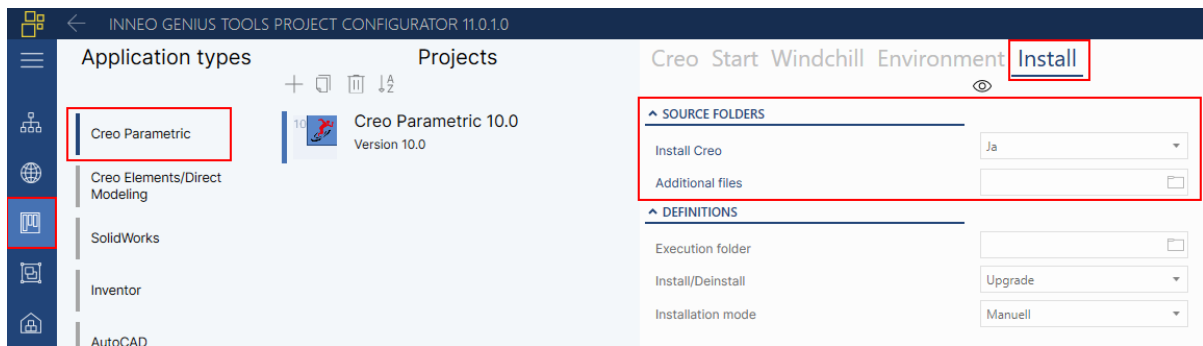 INNEO GENIUS TOOLS PROJECT CONFIGURATOR 11.0.1.0
Application types
Projects
Creo Start Windchill Environment Install
Creo Parametric
10
Creo Parametric 10.0
Version 10.0
Creo Elements/Direct
Modeling
SolidWorks
Inventor
AutoCAD
SOURCE FOLDERS
Install Creo
Ja
Additional files
DEFINITIONS
Execution folder
Install/Deinstall
Upgrade
Installation mode
Manuell